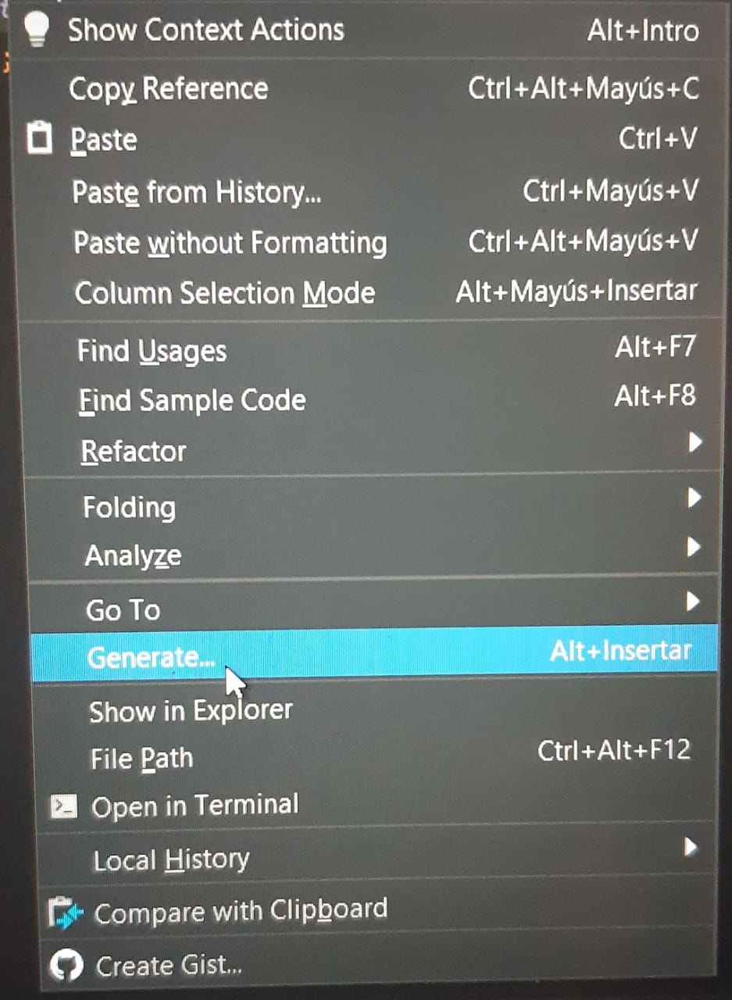 Show Context Actions Alt+Intro
Copy Reference Ctrl+Alt+Mayús+C
Paste Ctrl+V
Paste from History... Ctrl+Mayús+V
Paste without Formatting Ctrl+Alt+Mayús+V
Column Selection Mode Alt+Mayús+Insertar
Find Usages Alt+F7
Find Sample Code Alt+F8
Refactor
Folding
Analyze
Go To
Generate... Alt+Insertar
Show in Explorer
File Path Ctrl+Alt+F12
Open in Terminal
Local History
Compare with Clipboard
Create Gist...